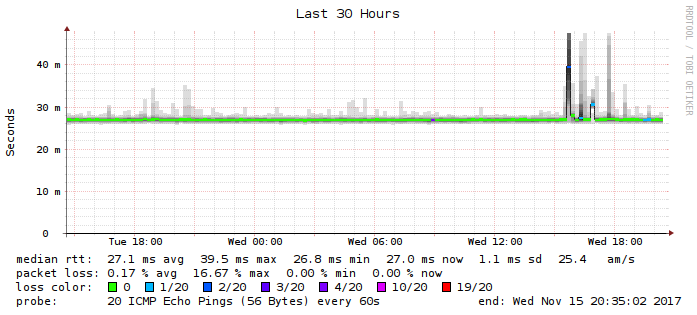 Last 30 Hours
RRDTOOL / TOBI OETIKER
Seconds
40 m
30 m
20 m
10 m
0
Tue 18:00 Wed 00:00 Wed 06:00 Wed 12:00 Wed 18:00
median rtt: 27.1 ms avg 39.5 ms max 26.8 ms min 27.0 ms now 1.1 ms sd 25.4 am/s
packet loss: 0.17 % avg 16.67 % max 0.00 % min 0.00 % now
loss color: 0 1/20 2/20 3/20 4/20 10/20 19/20
probe: 20 ICMP Echo Pings (56 Bytes) every 60s end: Wed Nov 15 20:35:02 2017